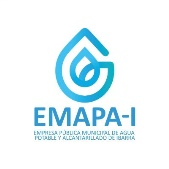 EMAPA-I
EMPRESA PÚBLICA MUNICIPAL DE AGUA
POTABLE Y ALCANTARILLADO DE IBARRA